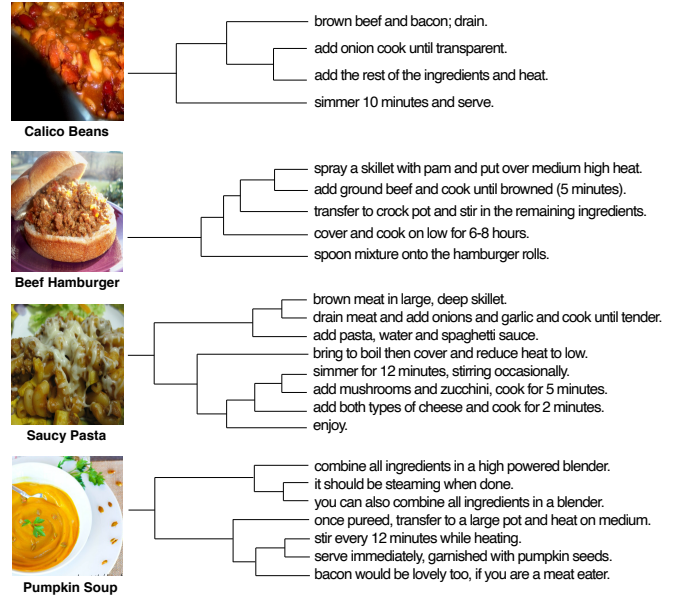 brown beef and bacon; drain.
add onion cook until transparent.
add the rest of the ingredients and heat.
simmer 10 minutes and serve.
Calico Beans
spray a skillet with pam and put over medium high heat.
add ground beef and cook until browned (5 minutes).
transfer to crock pot and stir in the remaining ingredients.
cover and cook on low for 6-8 hours.
spoon mixture onto the hamburger rolls.
Beef Hamburger
brown meat in large, deep skillet.
drain meat and add onions and garlic and cook until tender.
add pasta, water and spaghetti sauce.
bring to boil then cover and reduce heat to low.
simmer for 12 minutes, stirring occasionally.
add mushrooms and zucchini, cook for 5 minutes.
add both types of cheese and cook for 2 minutes.
enjoy.
Saucy Pasta
combine all ingredients in a high powered blender.
it should be steaming when done.
you can also combine all ingredients in a blender.
once pureed, transfer to a large pot and heat on medium.
stir every 12 minutes while heating.
serve immediately, garnished with pumpkin seeds.
bacon would be lovely too, if you are a meat eater.
Pumpkin Soup